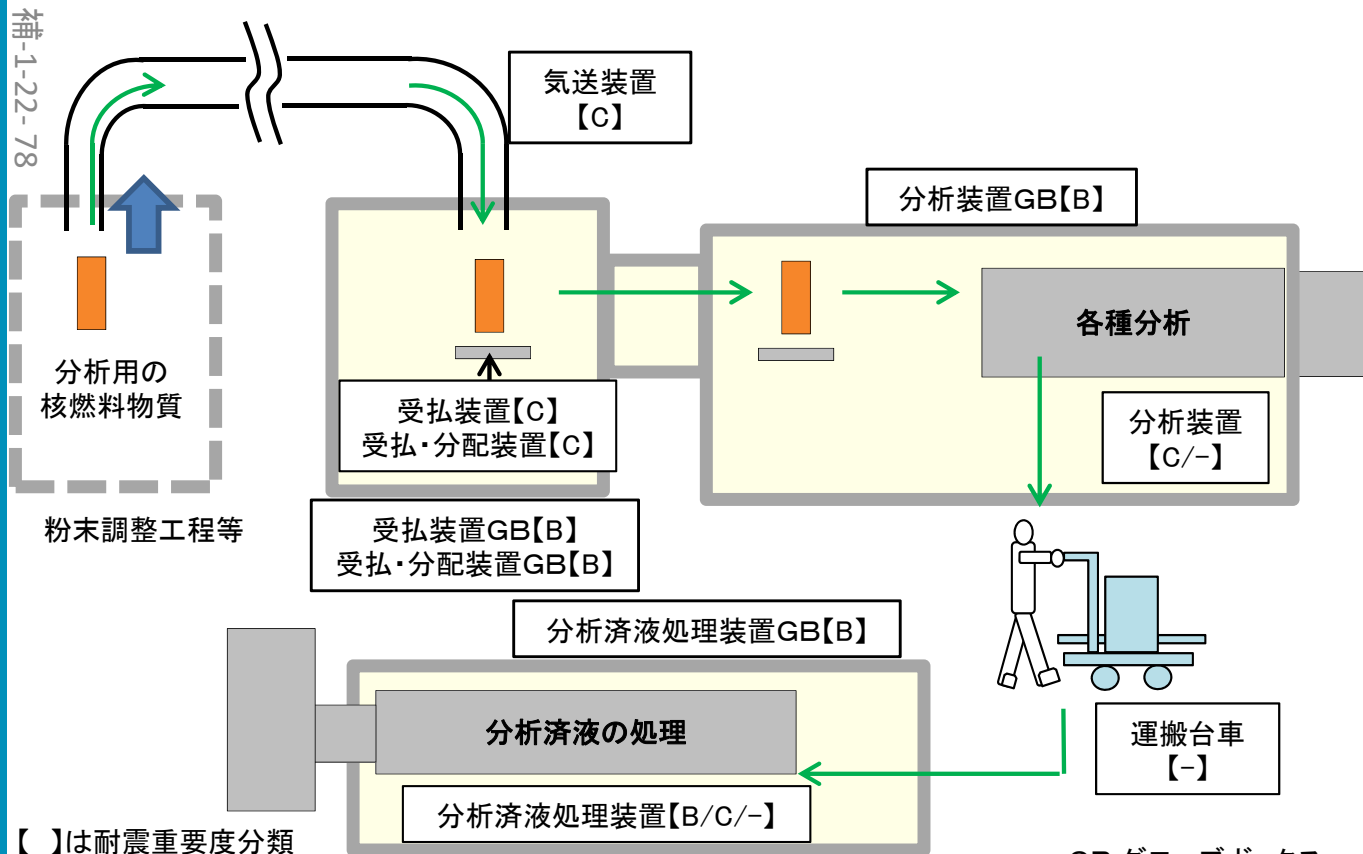 補-1-22- 78
気送装置
【C】
分析装置GB【B】
分析用の
核燃料物質
各種分析
受払装置【C】
受払・分配装置【C】
分析装置
【C/-】
粉末調整工程等
受払装置GB【B】
受払・分配装置GB【B】
分析済液処理装置GB【B】
分析済液の処理
運搬台車
【-】
分析済液処理装置【B/C/-】
【 】は耐震重要度分類